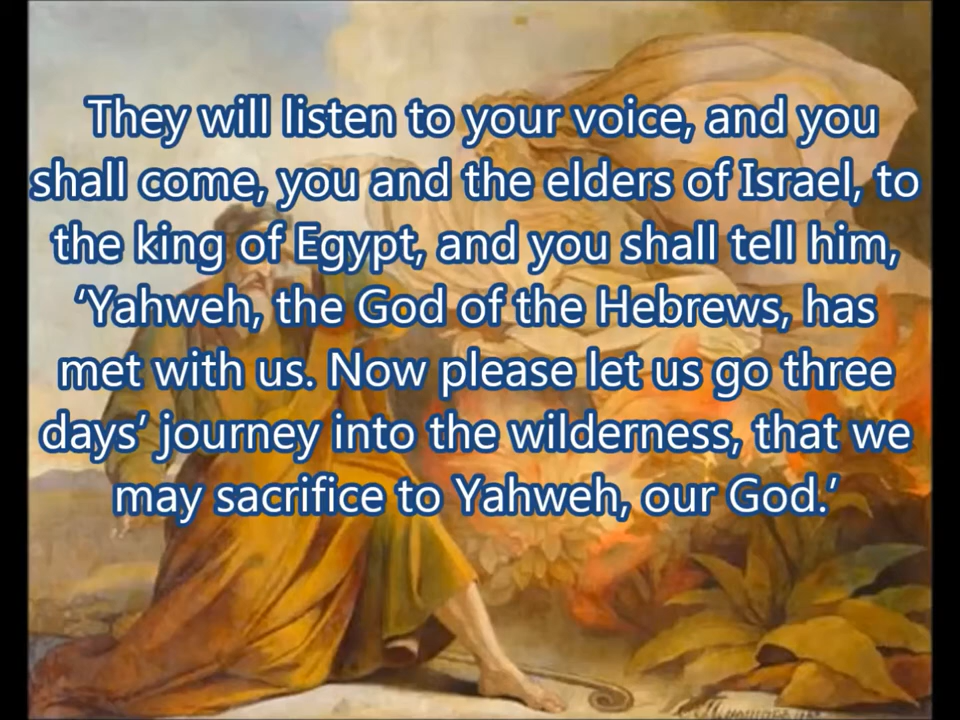 They will listen to your voice, and you
shall come, you and the elders of Israel, to
the king of Egypt, and you shall tell him,
‘Yahweh, the God of the Hebrews, has
met with us. Now please let us go three
days’ journey into the wilderness, that we
may sacrifice to Yahweh, our God.’